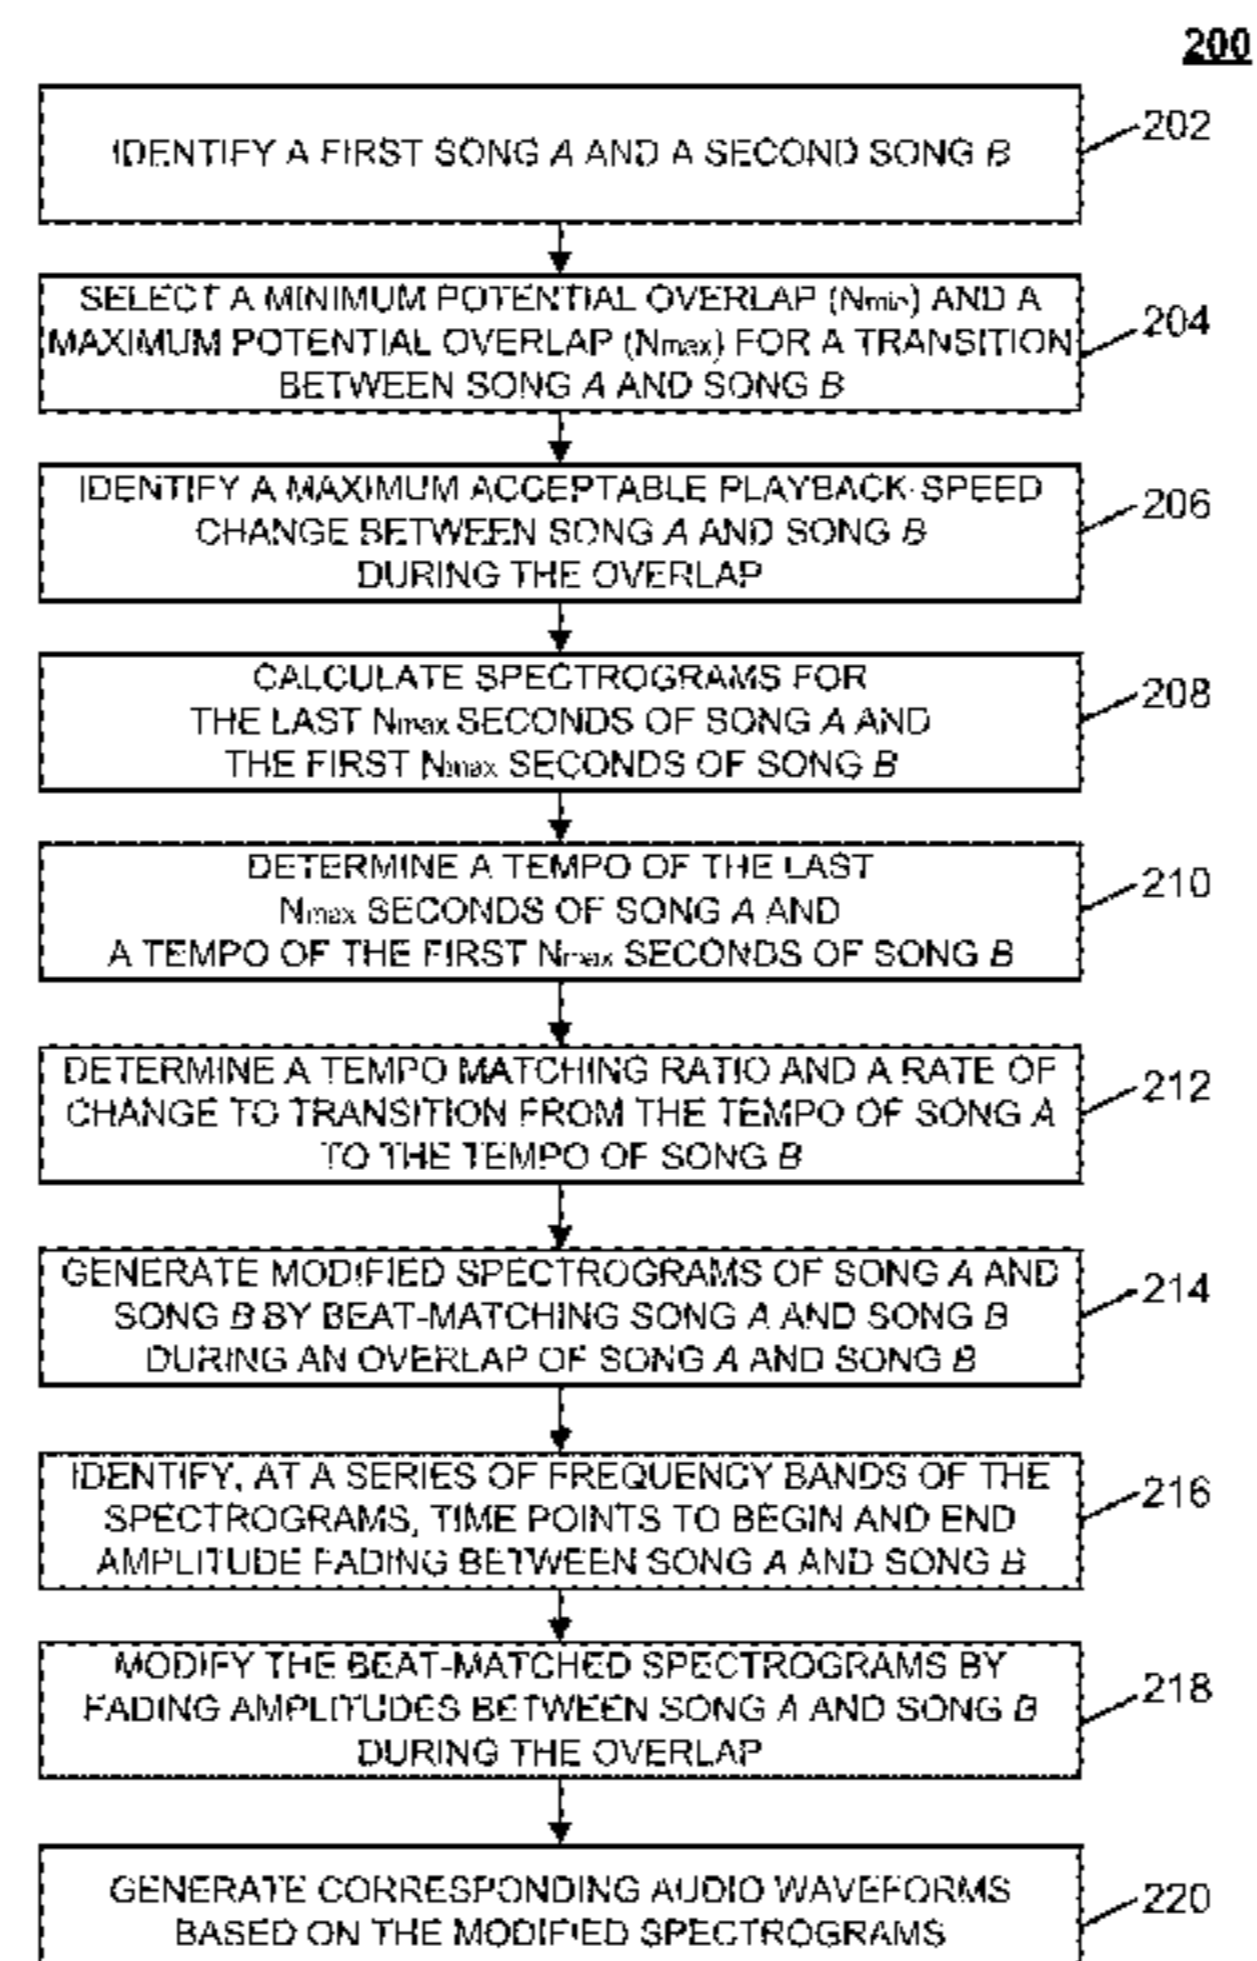 200
IDENTIFY A FIRST SONG A AND A SECOND SONG B
202
SELECT A MINIMUM POTENTIAL OVERLAP (Nmin) AND A
MAXIMUM POTENTIAL OVERLAP (Nmax) FOR A TRANSITION
BETWEEN SONG A AND SONG B
204
IDENTIFY A MAXIMUM ACCEPTABLE PLAYBACK-SPEED
CHANGE BETWEEN SONG A AND SONG B
DURING THE OVERLAP
206
CALCULATE SPECTROGRAMS FOR
THE LAST Nmax SECONDS OF SONG A AND
THE FIRST Nmax SECONDS OF SONG B
208
DETERMINE A TEMPO OF THE LAST
Nmax SECONDS OF SONG A AND
A TEMPO OF THE FIRST Nmax SECONDS OF SONG B
210
DETERMINE A TEMPO MATCHING RATIO AND A RATE OF
CHANGE TO TRANSITION FROM THE TEMPO OF SONG A
TO THE TEMPO OF SONG B
212
GENERATE MODIFIED SPECTROGRAMS OF SONG A AND
SONG B BY BEAT-MATCHING SONG A AND SONG B
DURING AN OVERLAP OF SONG A AND SONG B
214
IDENTIFY, AT A SERIES OF FREQUENCY BANDS OF THE
SPECTROGRAMS, TIME POINTS TO BEGIN AND END
AMPLITUDE FADING BETWEEN SONG A AND SONG B
216
MODIFY THE BEAT-MATCHED SPECTROGRAMS BY
FADING AMPLITUDES BETWEEN SONG A AND SONG B
DURING THE OVERLAP
218
GENERATE CORRESPONDING AUDIO WAVEFORMS
BASED ON THE MODIFIED SPECTROGRAMS
220